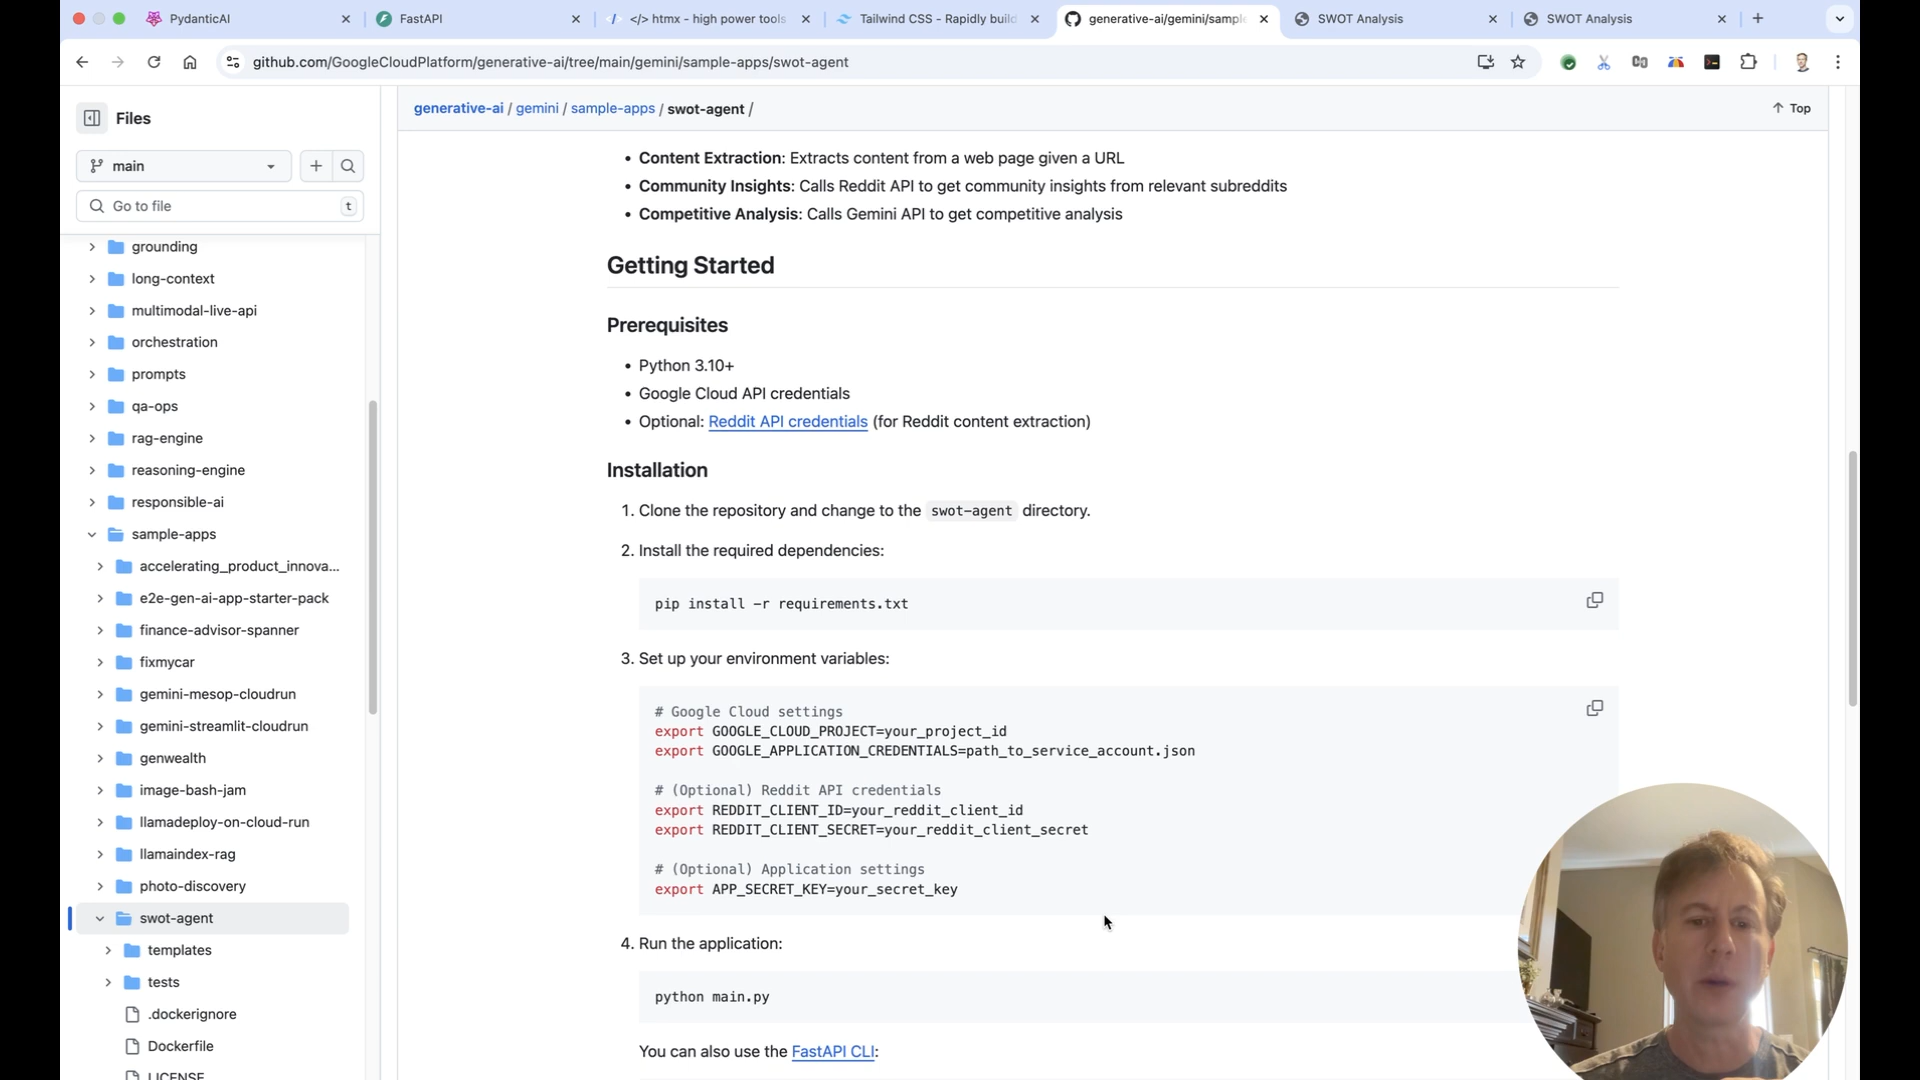 PydanticAI
FastAPI
</> htmx - high power tools
Tailwind CSS - Rapidly build
generative-ai/gemini/sampl
SWOT Analysis
SWOT Analysis
github.com/GoogleCloudPlatform/generative-ai/tree/main/gemini/sample-apps/swot-agent
Files
main
Go to file
t
grounding
long-context
multimodal-live-api
orchestration
prompts
qa-ops
rag-engine
reasoning-engine
responsible-ai
sample-apps
accelerating_product_innova...
e2e-gen-ai-app-starter-pack
finance-advisor-spanner
fixmycar
gemini-mesop-cloudrun
gemini-streamlit-cloudrun
genwealth
image-bash-jam
llamadeploy-on-cloud-run
llamaindex-rag
photo-discovery
swot-agent
templates
tests
.dockerignore
Dockerfile
LICENSE
generative-ai / gemini / sample-apps / swot-agent /
Top
• Content Extraction: Extracts content from a web page given a URL
• Community Insights: Calls Reddit API to get community insights from relevant subreddits
• Competitive Analysis: Calls Gemini API to get competitive analysis
Getting Started
Prerequisites
• Python 3.10+
• Google Cloud API credentials
• Optional: Reddit API credentials (for Reddit content extraction)
Installation
1. Clone the repository and change to the swot-agent directory.
2. Install the required dependencies:
pip install -r requirements.txt
3. Set up your environment variables:
# Google Cloud settings
export GOOGLE_CLOUD_PROJECT=your_project_id
export GOOGLE_APPLICATION_CREDENTIALS=path_to_service_account.json
# (Optional) Reddit API credentials
export REDDIT_CLIENT_ID=your_reddit_client_id
export REDDIT_CLIENT_SECRET=your_reddit_client_secret
# (Optional) Application settings
export APP_SECRET_KEY=your_secret_key
4. Run the application:
python main.py
You can also use the FastAPI CLI: